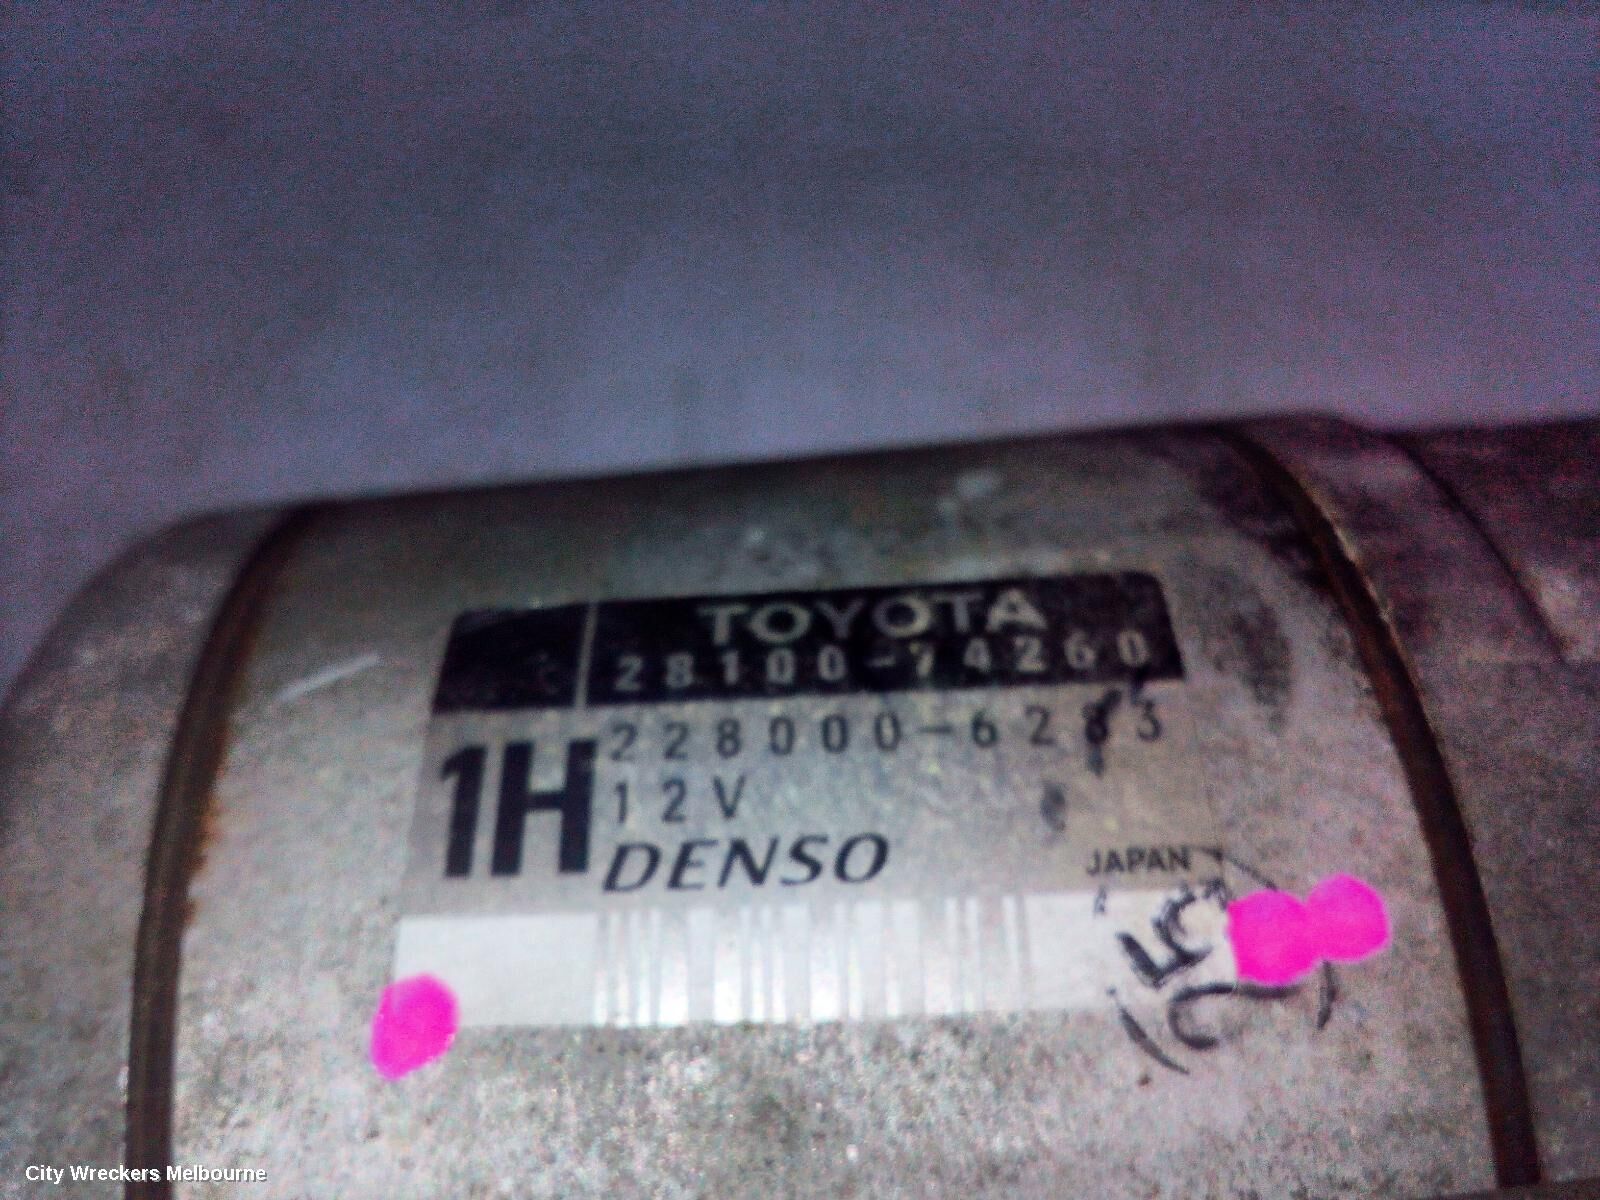 TOYOTA
28100-74260
228000-6283
1H
12V
DENSO
JAPAN
City Wreckers Melbourne